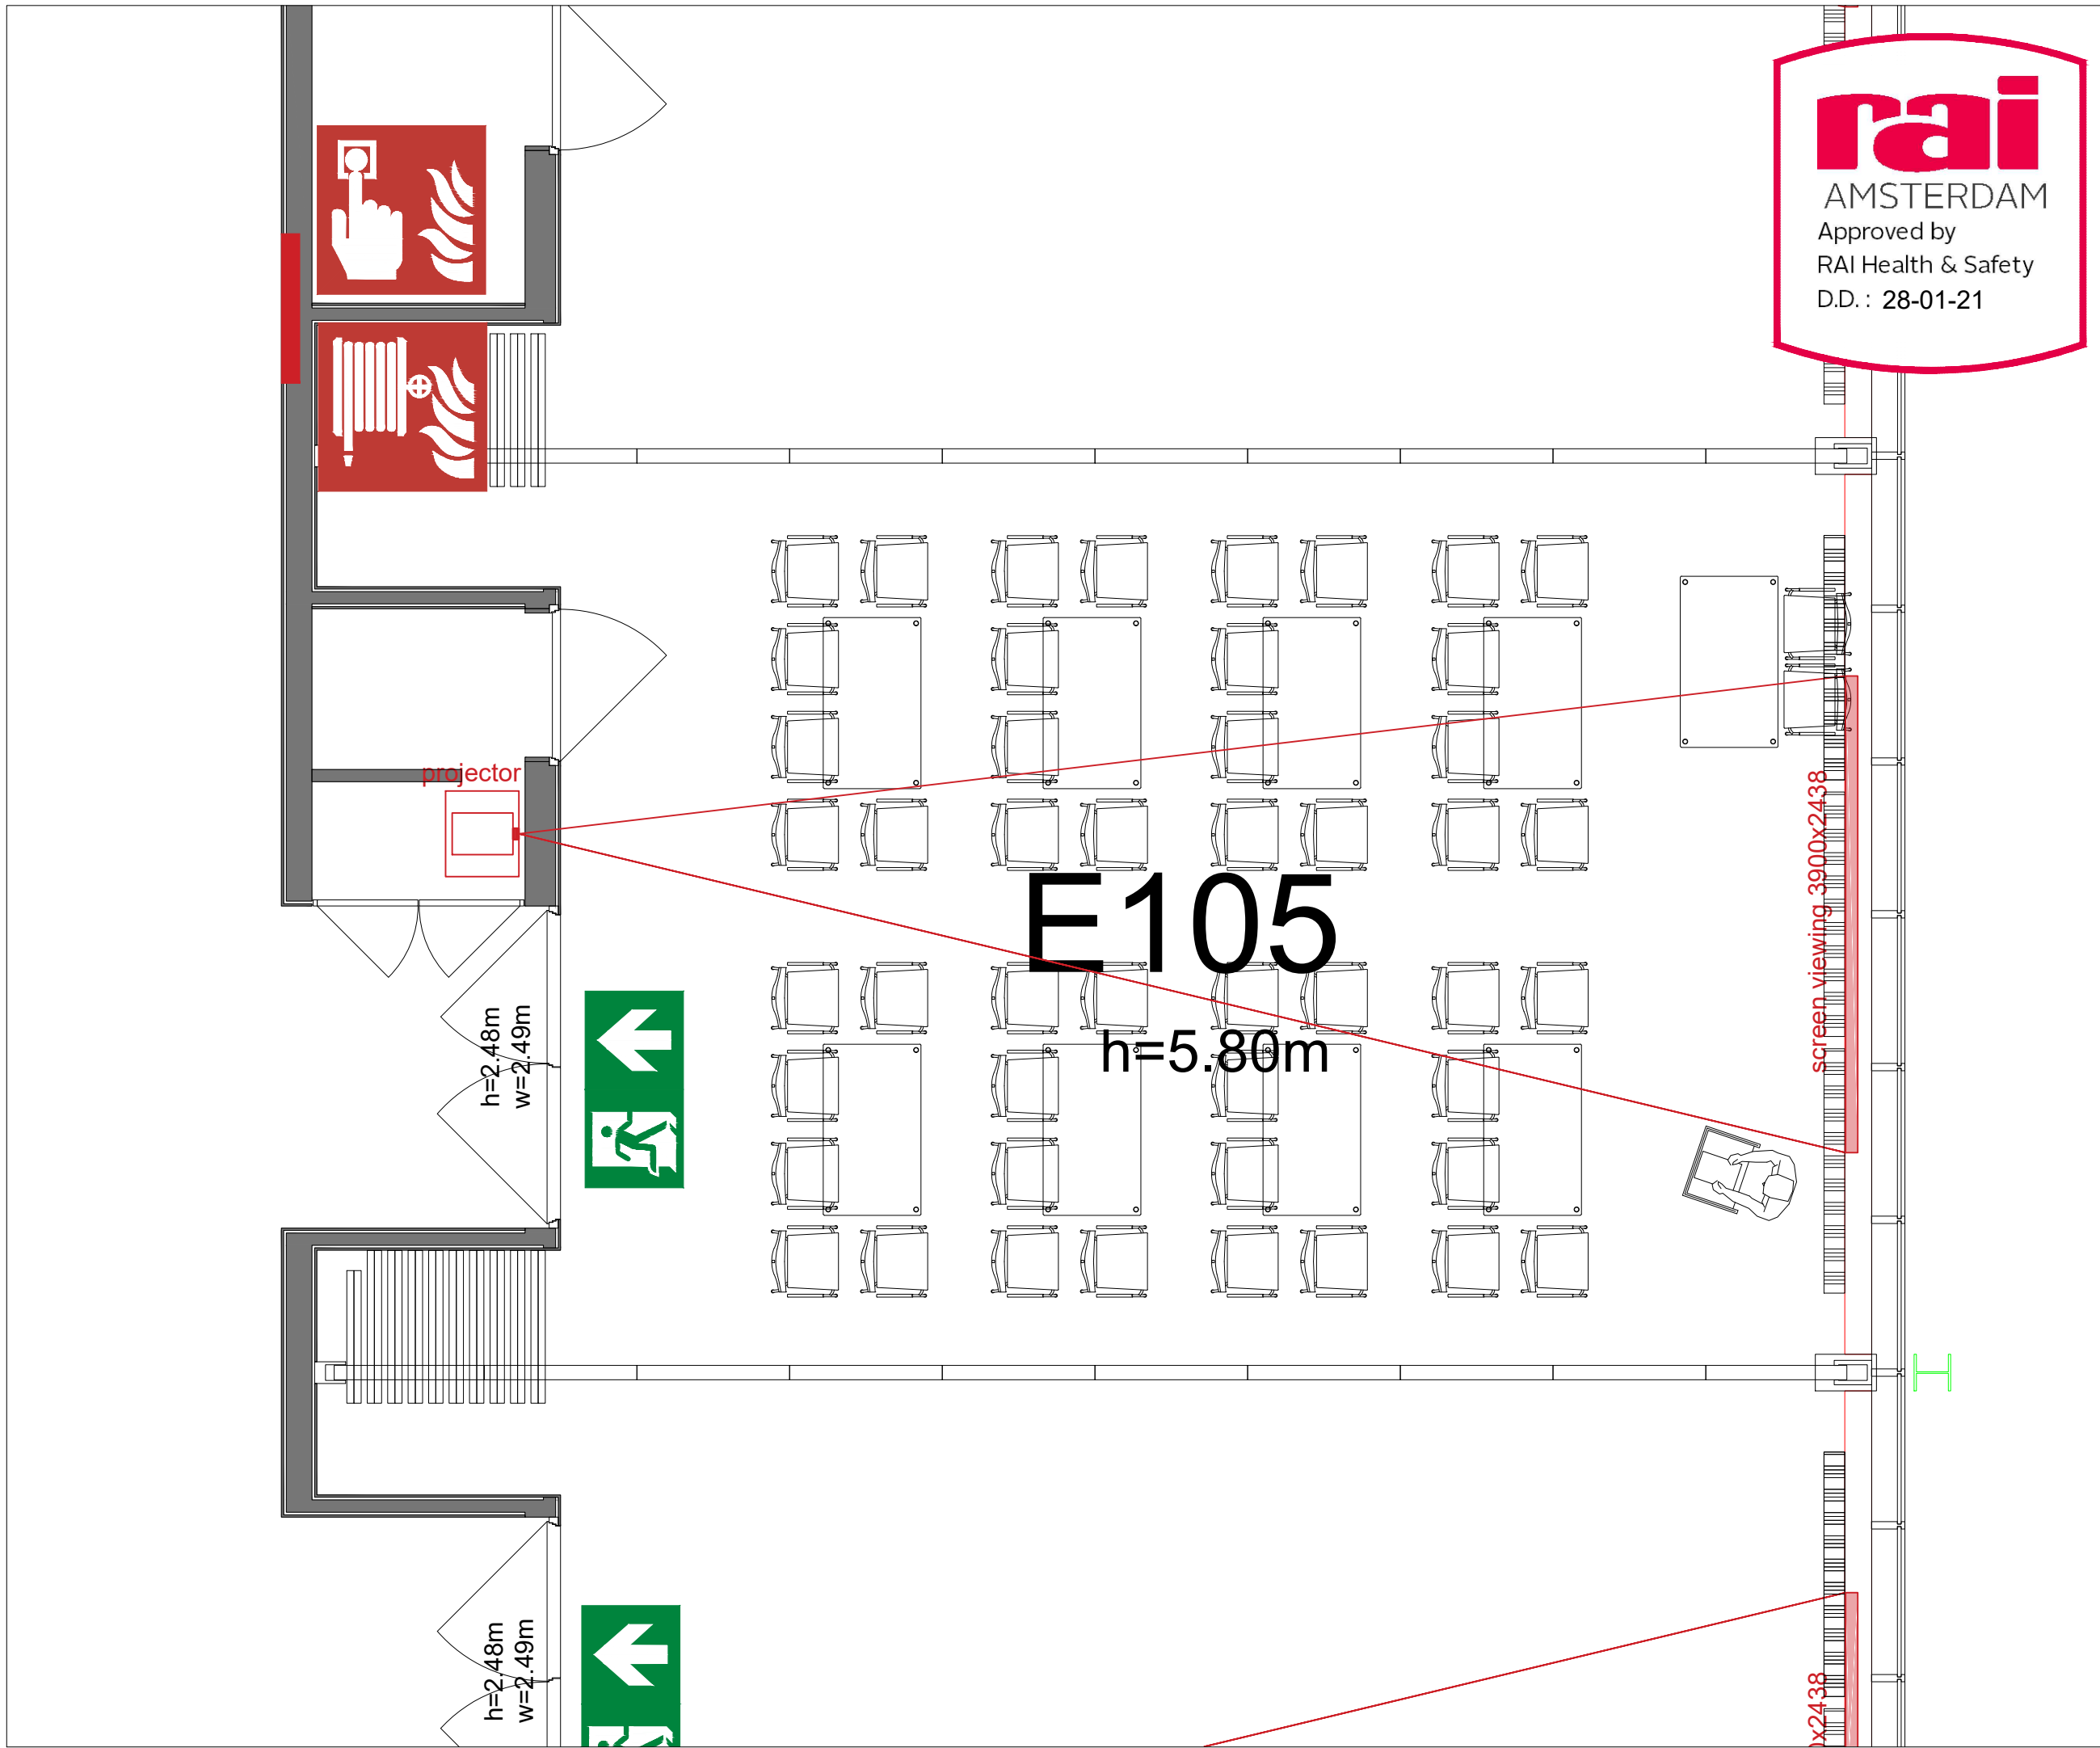 rai
AMSTERDAM
Approved by
RAI Health & Safety
D.D. : 28-01-21
projector
screen viewing 3900x2438
E105
h=5.80m
h=2.48m
w=2.49m
h=2.48m
w=2.49m
x2438